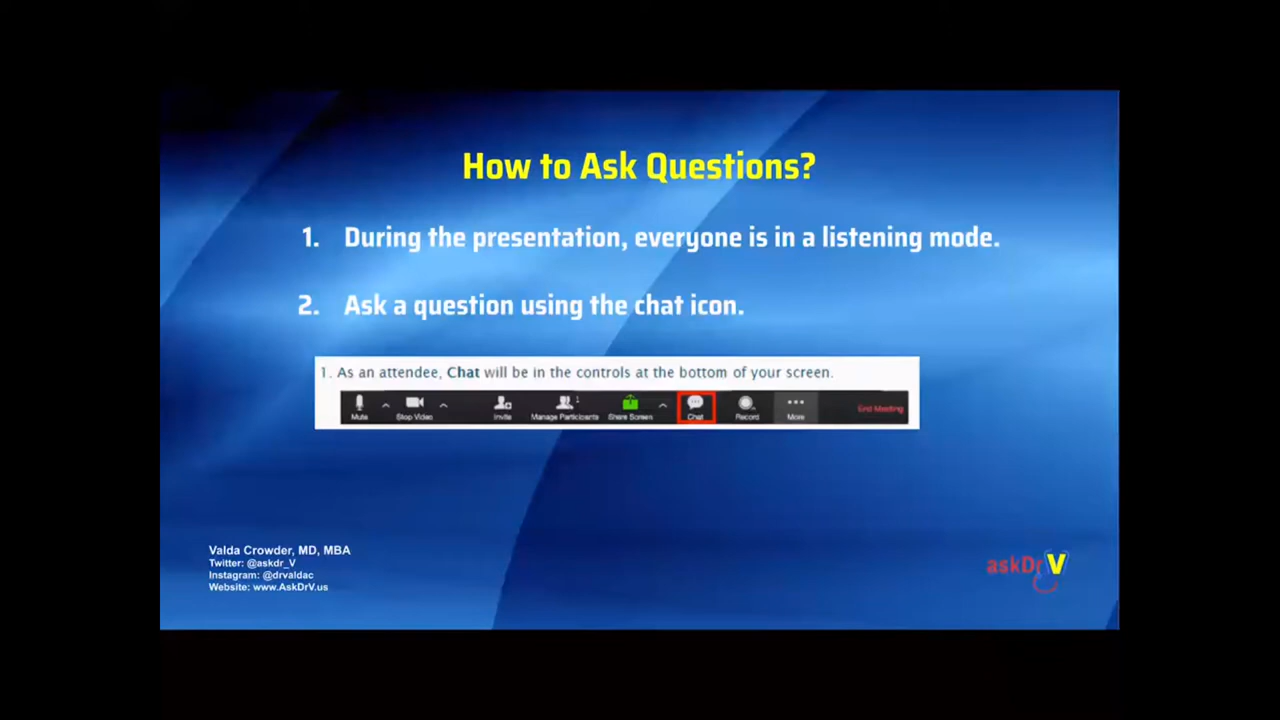 How to Ask Questions?
1. During the presentation, everyone is in a listening mode.
2. Ask a question using the chat icon.
1. As an attendee, Chat will be in the controls at the bottom of your screen.
Mute Stop Video Invite Manage Participants 1 Share Screen Chat Record More End Meeting
Valda Crowder, MD, MBA
Twitter: @askdr_V
Instagram: @drvaldac
Website: www.AskDrV.us
askDrV